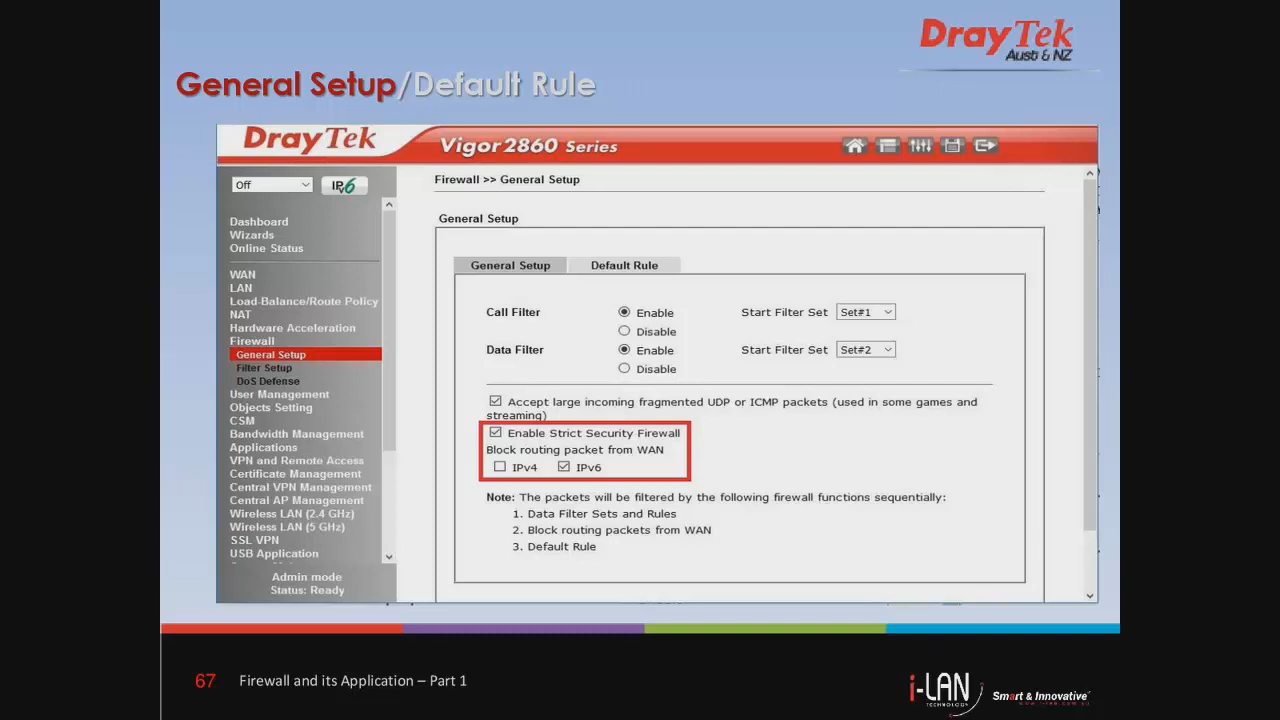 DrayTek
Austi & NZ
General Setup/Default Rule
DrayTek
Vigor2860 Series
Off
IPv6
Firewall >> General Setup
Dashboard
Wizards
Online Status
WAN
LAN
Load-Balance/Route Policy
NAT
Hardware Acceleration
Firewall
General Setup
Filter Setup
DoS Defense
User Management
Objects Setting
CSM
Bandwidth Management
Applications
VPN and Remote Access
Certificate Management
Central VPN Management
Central AP Management
Wireless LAN (2.4 GHz)
Wireless LAN (5 GHz)
SSL VPN
USB Application
Admin mode
Status: Ready
General Setup
General Setup Default Rule
Call Filter Enable Start Filter Set Set#1
Disable
Data Filter Enable Start Filter Set Set#2
Disable
Accept large incoming fragmented UDP or ICMP packets (used in some games and
streaming)
Enable Strict Security Firewall
Block routing packet from WAN
IPv4 IPv6
Note: The packets will be filtered by the following firewall functions sequentially:
1. Data Filter Sets and Rules
2. Block routing packets from WAN
3. Default Rule
67 Firewall and its Application – Part 1
i-LAN
TECHNOLOGY
Smart & Innovative